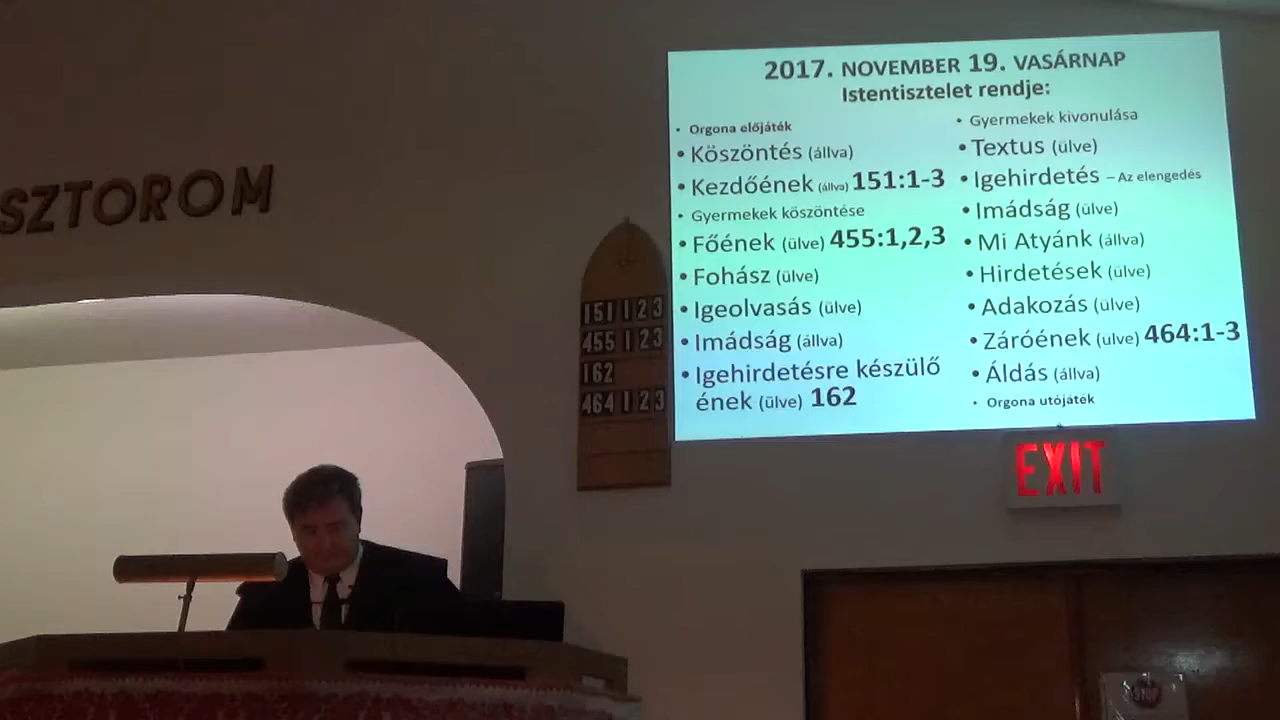 SZTOROM
151 1 2 3
455 1 2 3
162
464 1 2 3
2017. NOVEMBER 19. VASÁRNAP
Istentisztelet rendje:
• Orgona előjáték
• Köszöntés (állva)
• Kezdőének (állva) 151:1-3
• Gyermekek köszöntése
• Főének (ülve) 455:1,2,3
• Fohász (ülve)
• Igeolvasás (ülve)
• Imádság (állva)
• Igehirdetésre készülő
ének (ülve) 162
• Gyermekek kivonulása
• Textus (ülve)
• Igehirdetés – Az elengedés
• Imádság (ülve)
• Mi Atyánk (állva)
• Hirdetések (ülve)
• Adakozás (ülve)
• Záróének (ülve) 464:1-3
• Áldás (állva)
• Orgona utójáték
EXIT